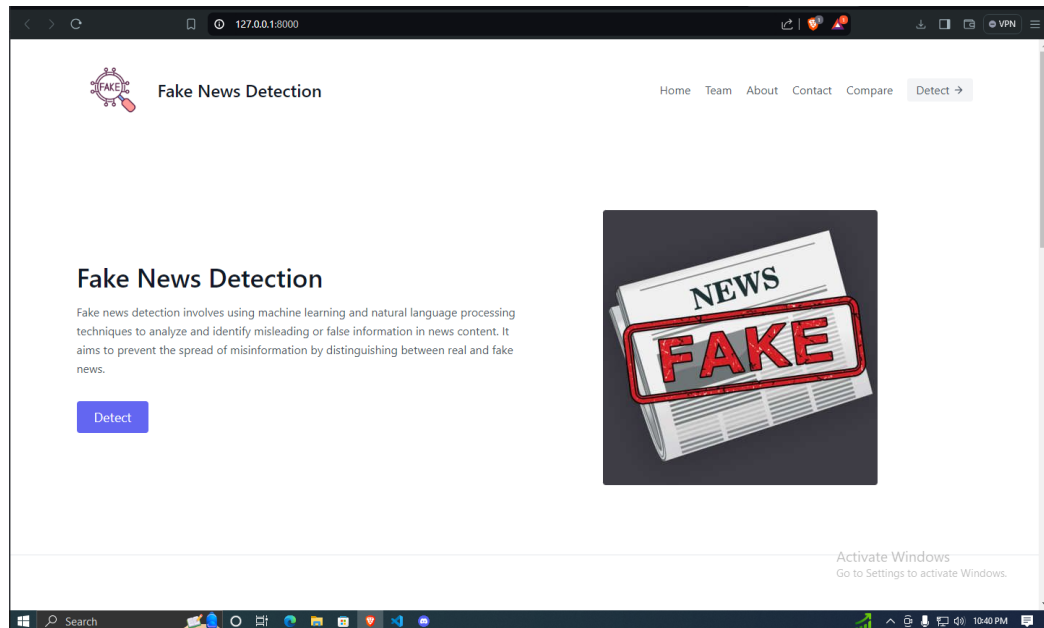 127.0.0.1:8000
VPN
FAKE
Fake News Detection
Home Team About Contact Compare Detect →
Fake News Detection
Fake news detection involves using machine learning and natural language processing
techniques to analyze and identify misleading or false information in news content. It
aims to prevent the spread of misinformation by distinguishing between real and fake
news.
Detect
NEWS
FAKE
Activate Windows
Go to Settings to activate Windows.
Search
10:40 PM